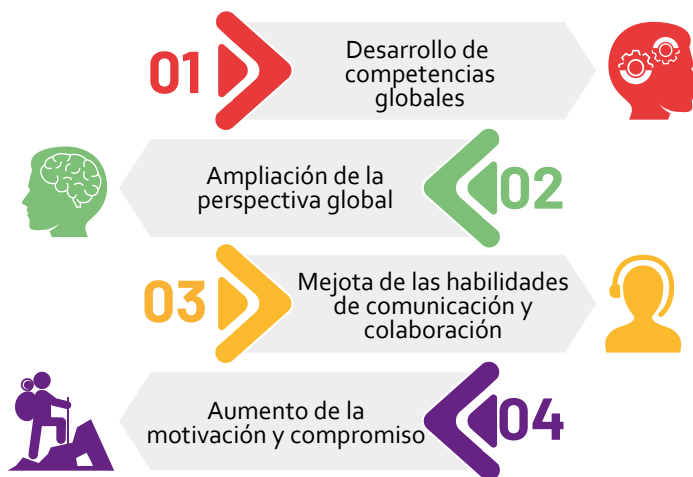 01
Desarrollo de
competencias
globales
Ampliación de la
perspectiva global
02
03
Mejota de las habilidades
de comunicación y
colaboración
Aumento de la
motivación y compromiso
04